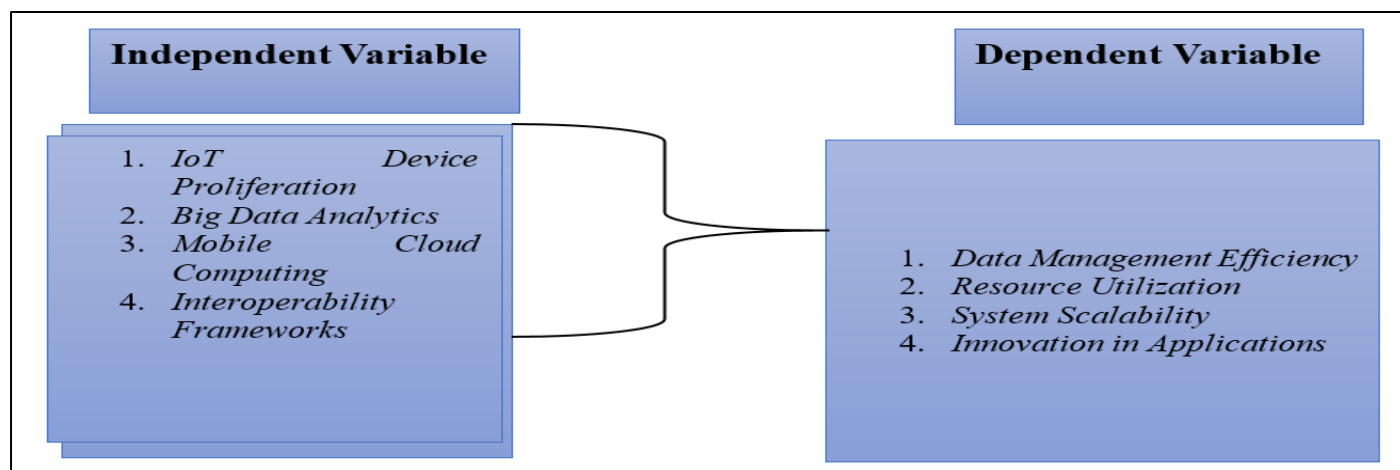 Independent Variable
1. IoT Device
Proliferation
2. Big Data Analytics
3. Mobile Cloud
Computing
4. Interoperability
Frameworks
Dependent Variable
1. Data Management Efficiency
2. Resource Utilization
3. System Scalability
4. Innovation in Applications